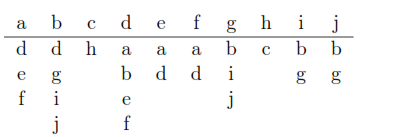 a b c d e f g h i j
d d h a a a b c b b
e g b d d i g g
f i e j
j f